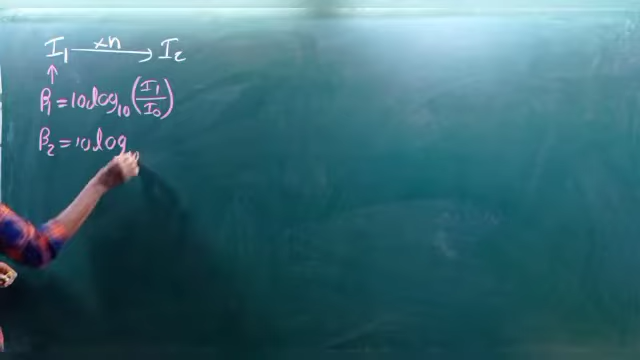 I₁ ×n→ I₂
↑
β₁ = 10 log₁₀ (I₁/I₀)
β₂ = 10 log